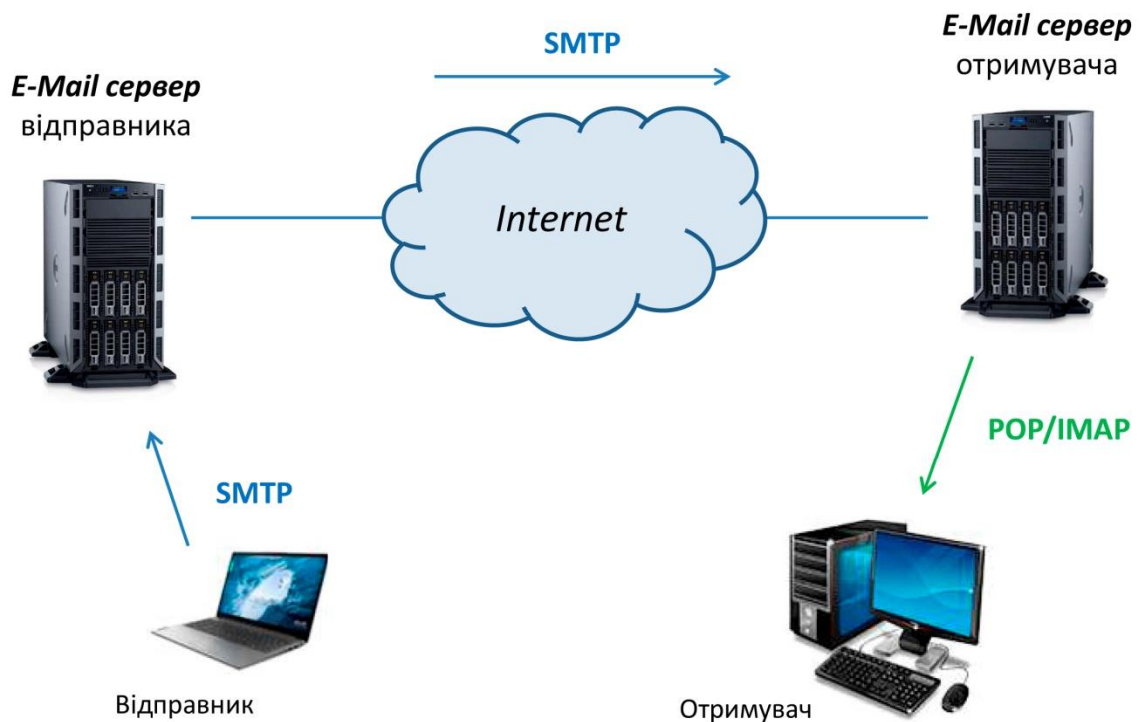 SMTP
E-Mail сервер
отримувача
E-Mail сервер
відправника
Internet
POP/IMAP
SMTP
Відправник
Отримувач